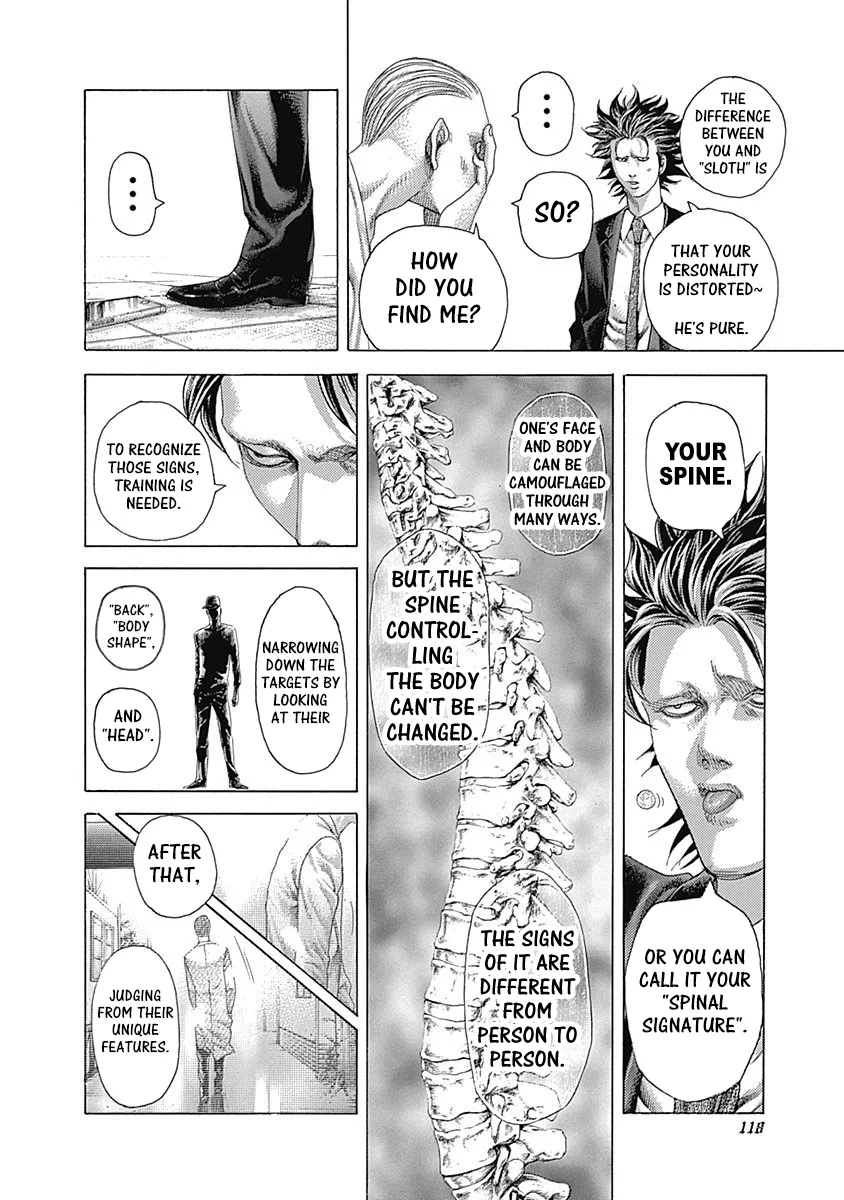 THE
DIFFERENCE
BETWEEN
YOU AND
"SLOTH" IS
THAT YOUR
PERSONALITY
IS DISTORTED~
HE'S PURE.
...
SO?
HOW
DID YOU
FIND ME?
...
YOUR
SPINE.
OR YOU CAN
CALL IT YOUR
"SPINAL
SIGNATURE".
ONE'S FACE
AND BODY
CAN BE
CAMOUFLAGED
THROUGH
MANY WAYS.
BUT THE
SPINE
CONTROL-
LING
THE BODY
CAN'T BE
CHANGED.
THE SIGNS
OF IT ARE
DIFFERENT
FROM
PERSON TO
PERSON.
TO RECOGNIZE
THOSE SIGNS,
TRAINING IS
NEEDED.
NARROWING
DOWN THE
TARGETS BY
LOOKING
AT THEIR
"BACK",
"BODY
SHAPE",
AND
"HEAD".
AFTER
THAT,
JUDGING
FROM THEIR
UNIQUE
FEATURES.